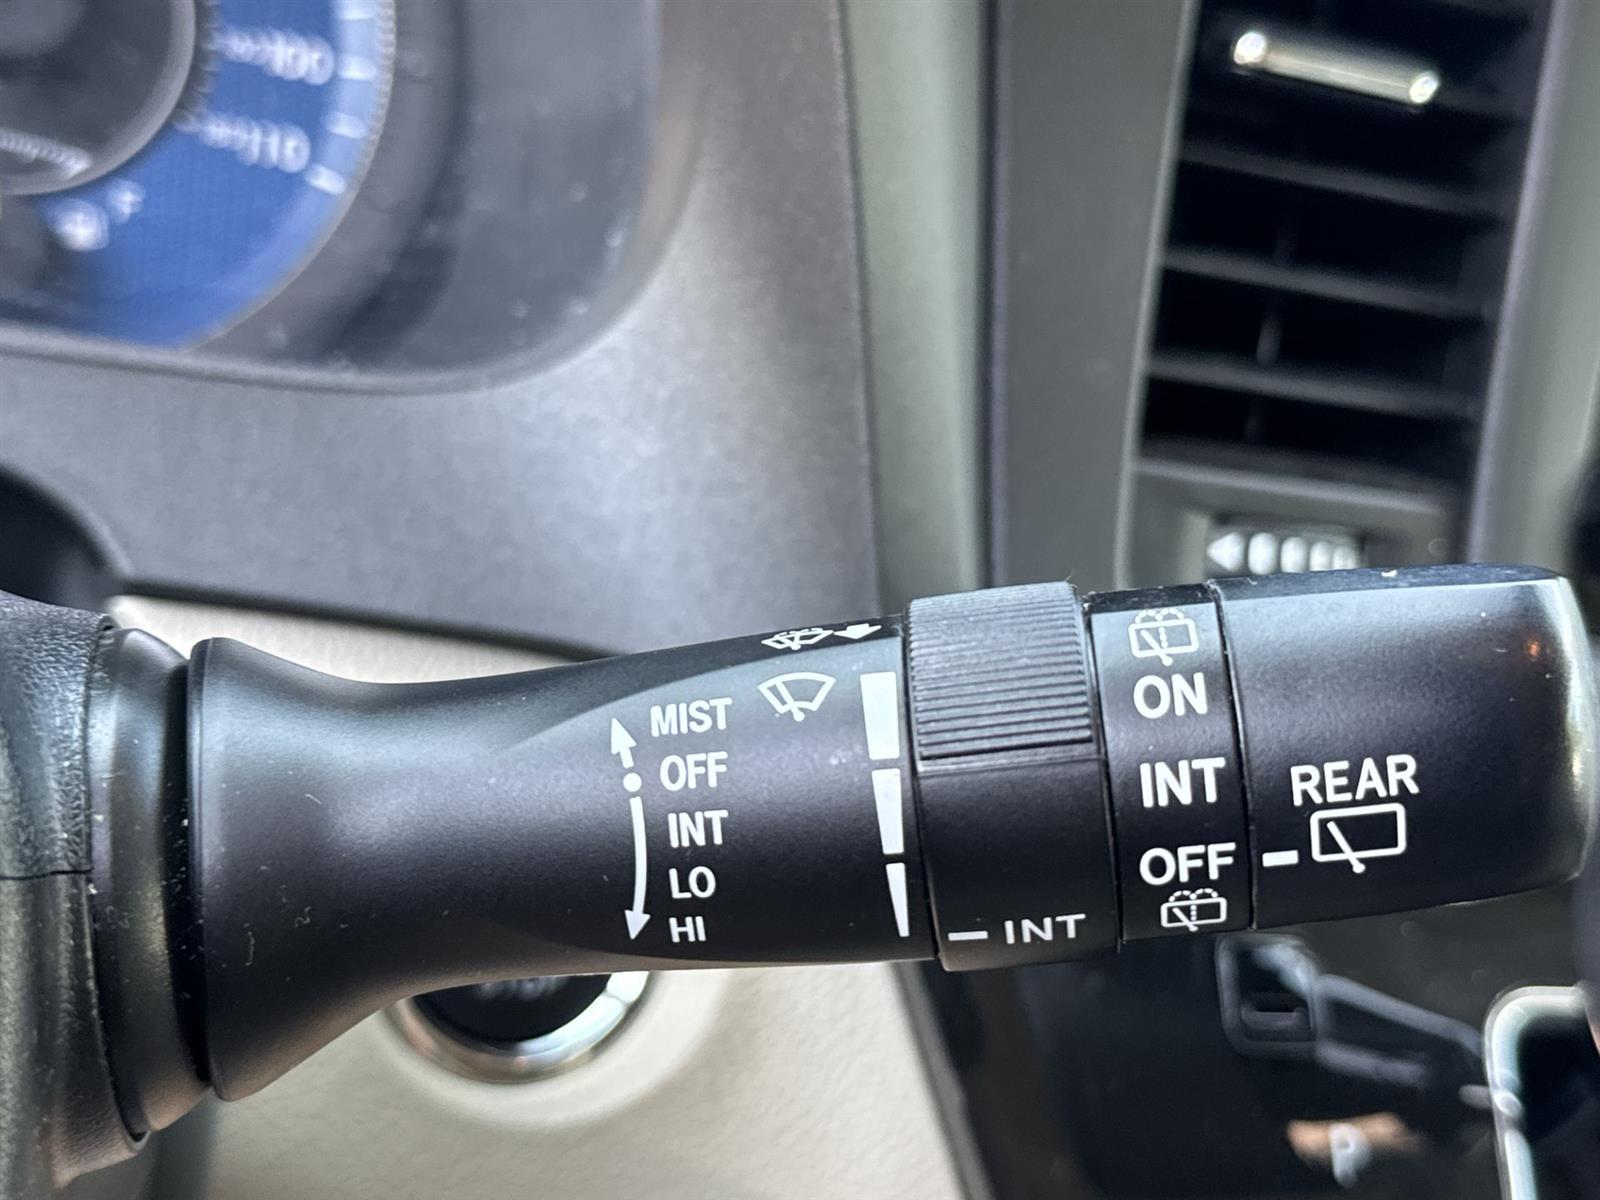 MIST
OFF
INT
LO
HI
INT
ON
INT
OFF
REAR
P